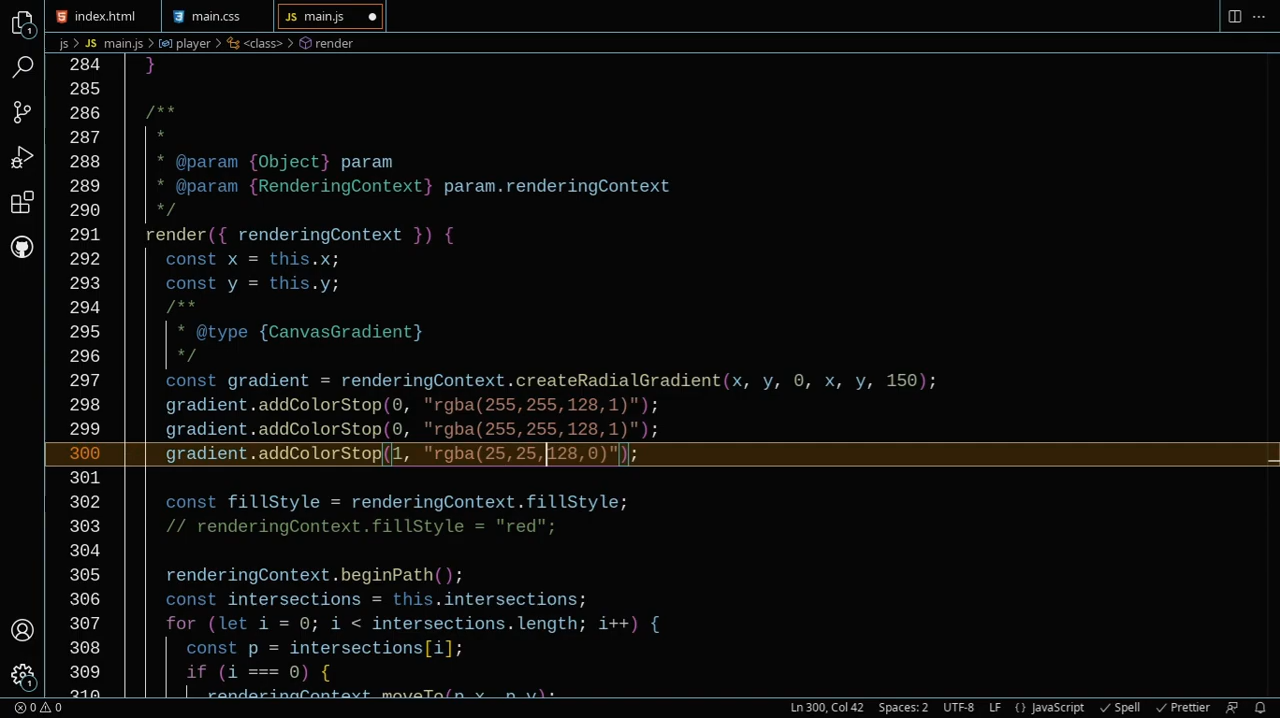 index.html main.css JS main.js
js > JS main.js > player > <class> > render
284 }
285
286 /**
287 *
288 * @param {Object} param
289 * @param {RenderingContext} param.renderingContext
290 */
291 render({ renderingContext }) {
292 const x = this.x;
293 const y = this.y;
294 /**
295 * @type {CanvasGradient}
296 */
297 const gradient = renderingContext.createRadialGradient(x, y, 0, x, y, 150);
298 gradient.addColorStop(0, "rgba(255,255,128,1)");
299 gradient.addColorStop(0, "rgba(255,255,128,1)");
300 gradient.addColorStop(1, "rgba(25,25,128,0)");
301
302 const fillStyle = renderingContext.fillStyle;
303 // renderingContext.fillStyle = "red";
304
305 renderingContext.beginPath();
306 const intersections = this.intersections;
307 for (let i = 0; i < intersections.length; i++) {
308 const p = intersections[i];
309 if (i === 0) {
310 renderingContext.moveTo(p.x, p.y);
1
1
0 0 Ln 300, Col 42 Spaces: 2 UTF-8 LF {} JavaScript Spell Prettier